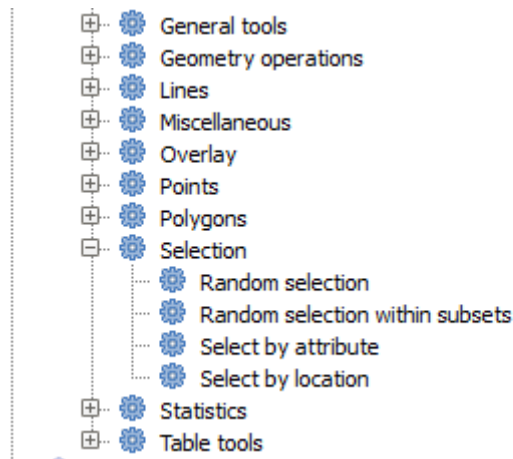 General tools
Geometry operations
Lines
Miscellaneous
Overlay
Points
Polygons
Selection
Random selection
Random selection within subsets
Select by attribute
Select by location
Statistics
Table tools